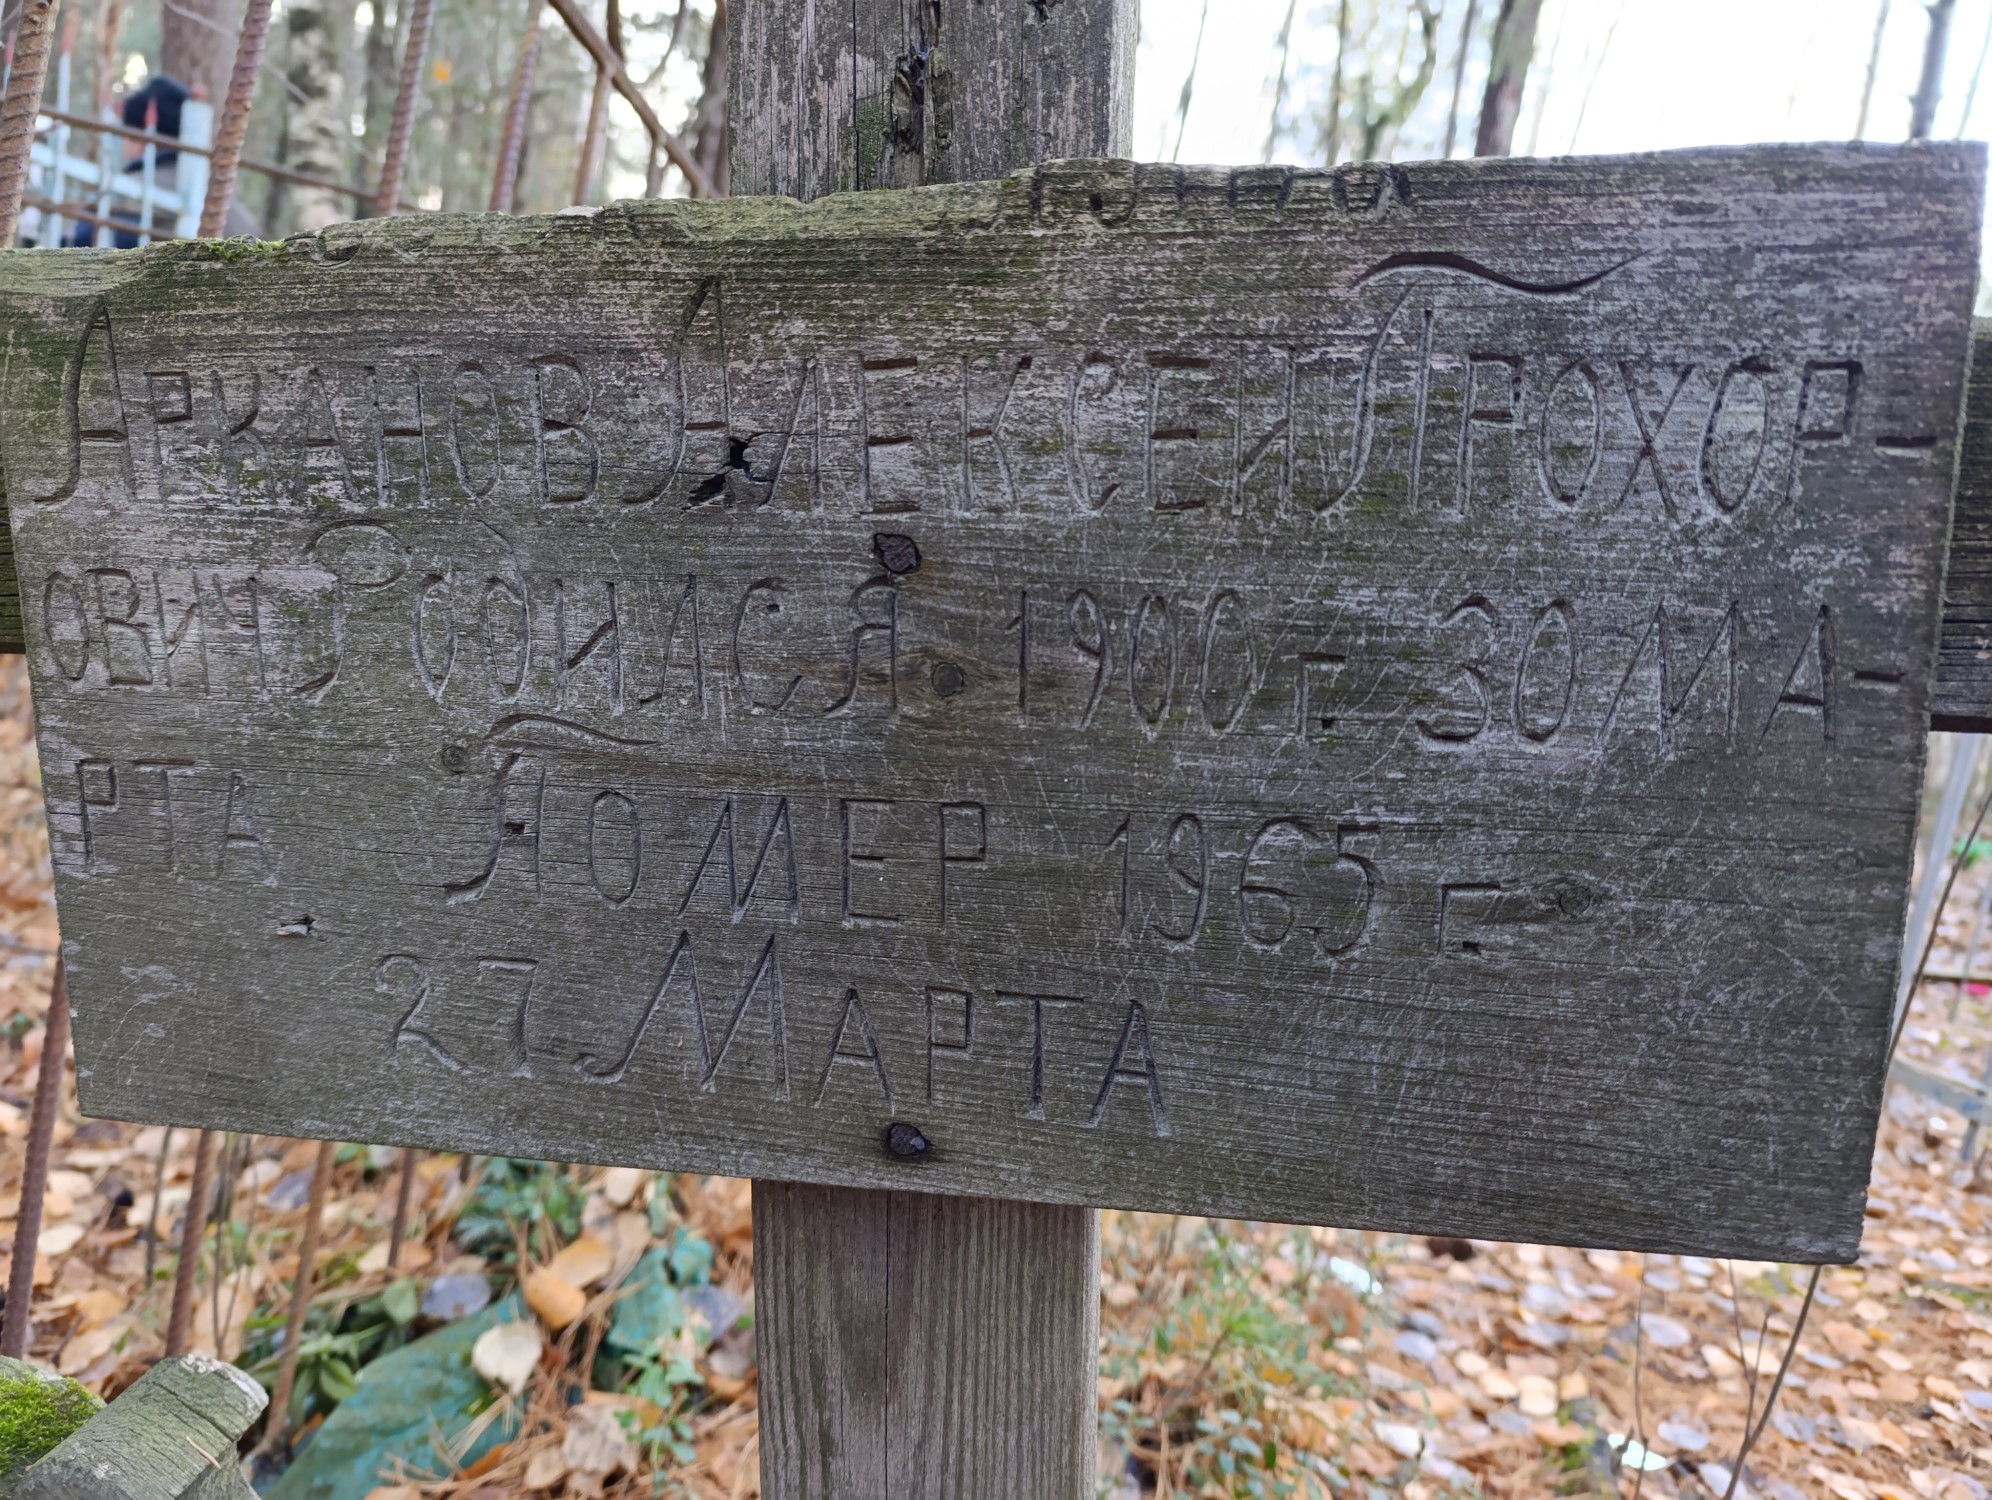 Арканов Алексей Прохор-
ович Родился 1900 г. 30 ма-
рта Помер 1965 г.
27 Марта